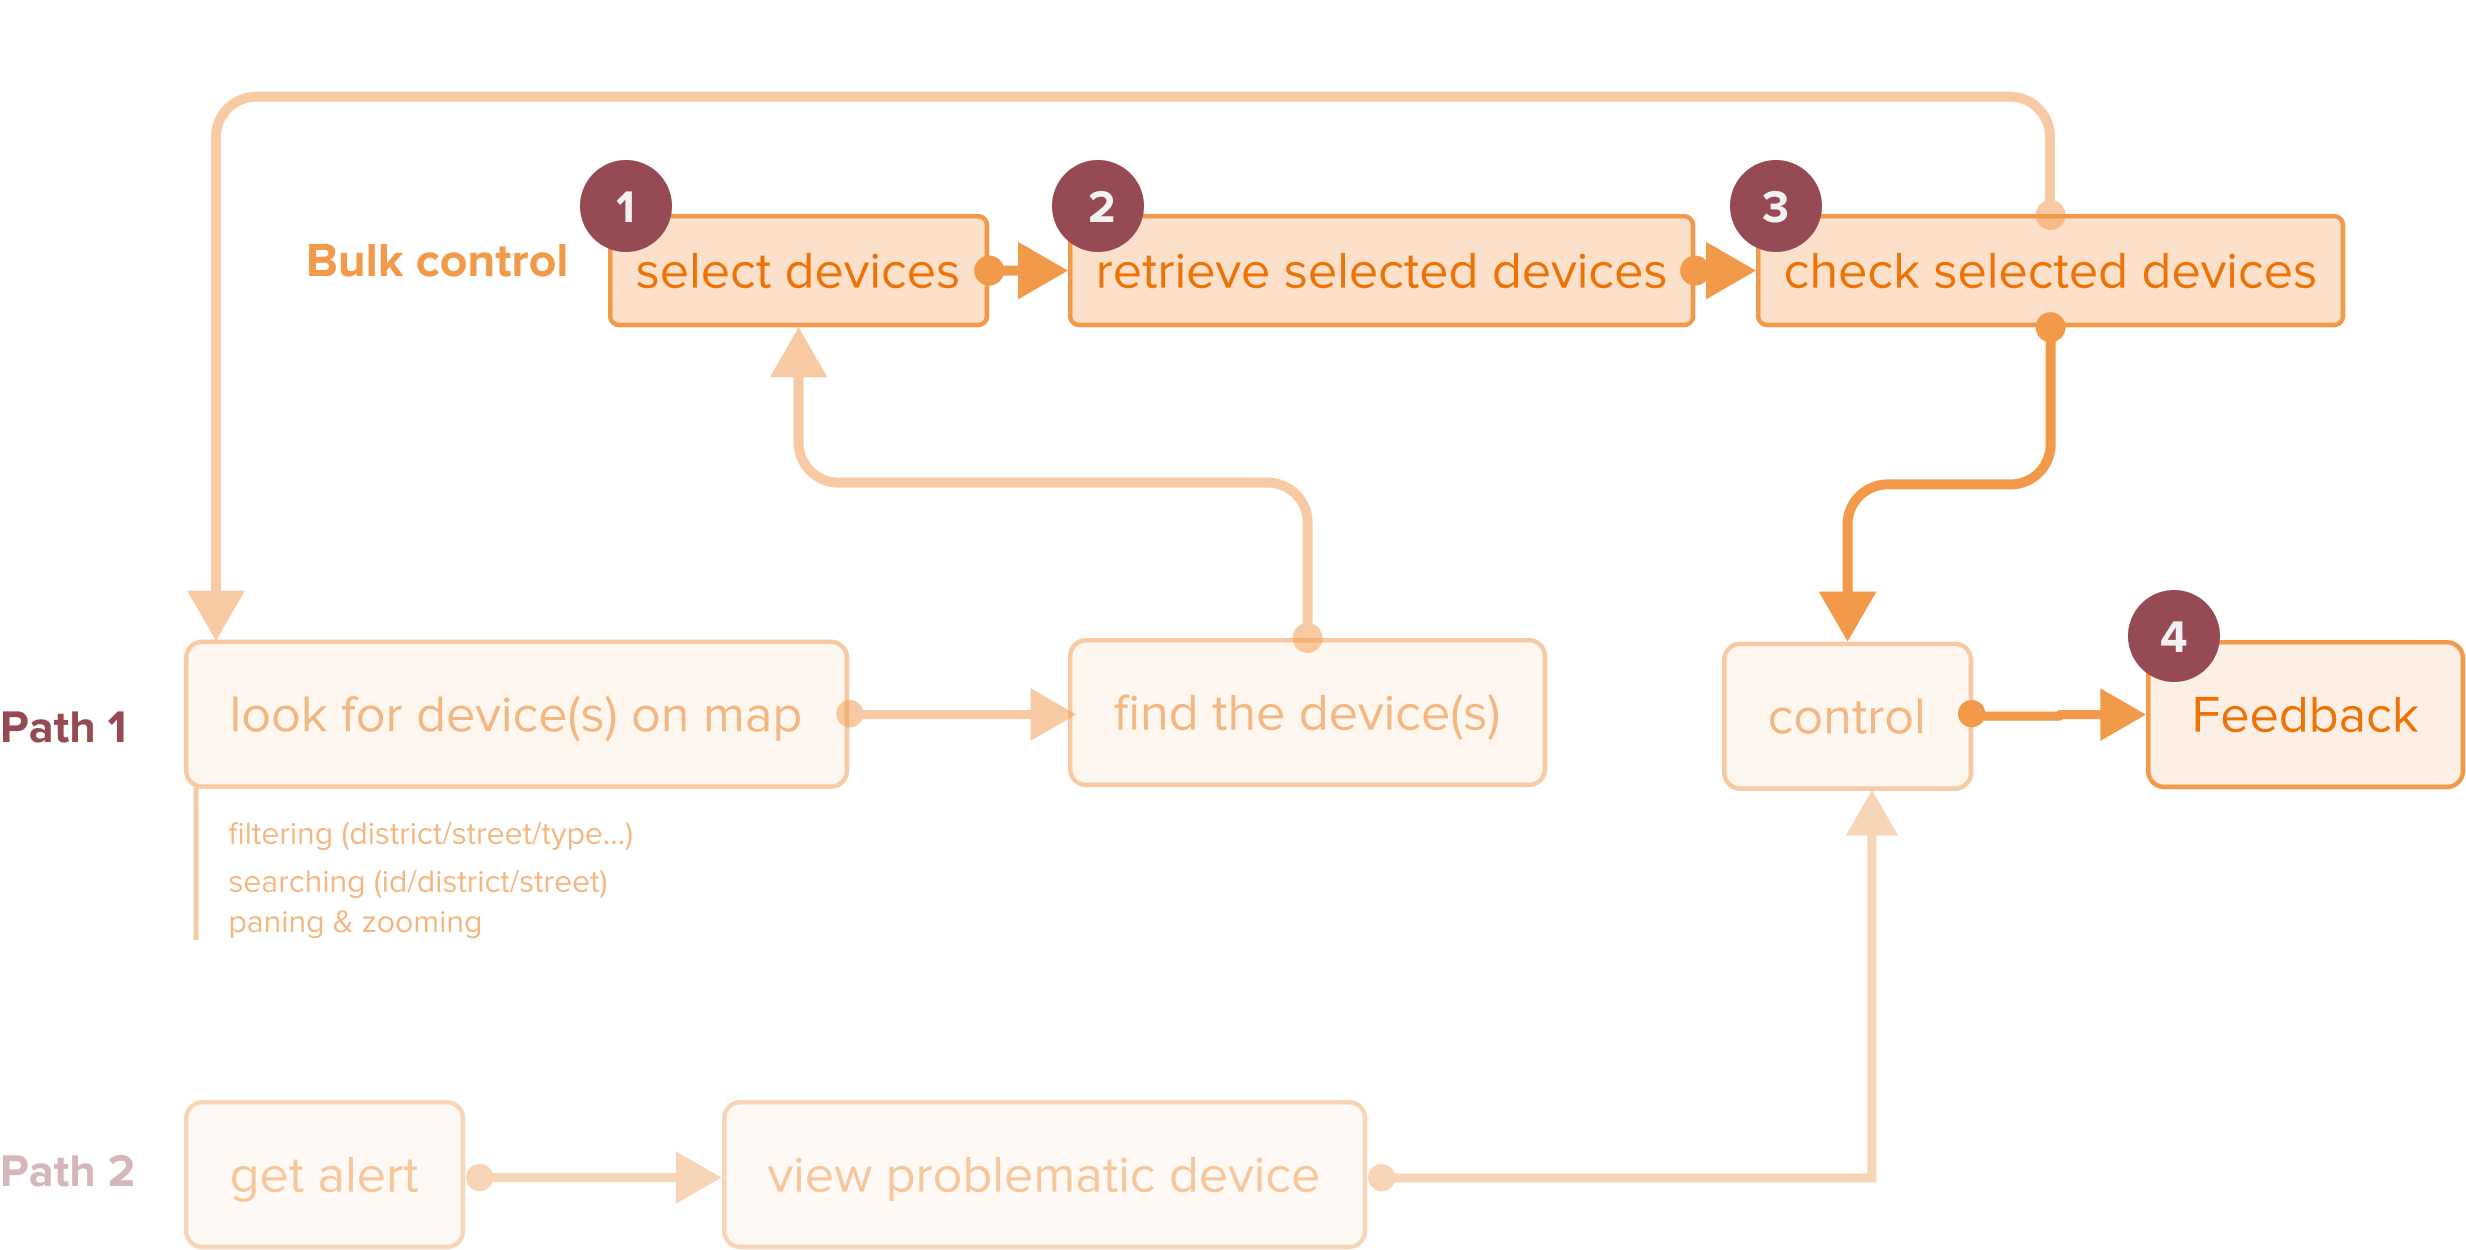 1
2
3
Bulk control
select devices
retrieve selected devices
check selected devices
4
Path 1
look for device(s) on map
find the device(s)
control
Feedback
filtering (district/street/type...)
searching (id/district/street)
paning & zooming
Path 2
get alert
view problematic device